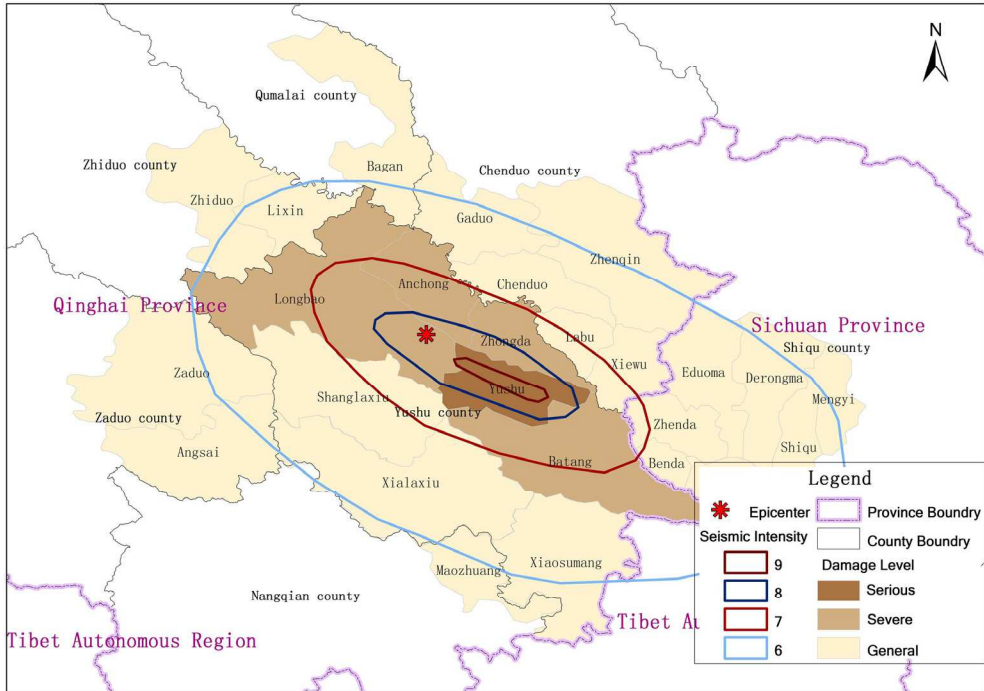 N
Qumalai county
Zhiduo county
Bagan
Chenduo county
Zhiduo
Lixin
Gaduo
Zhenqin
Anchong
Chenduo
Longbao
Qinghai Province
Sichuan Province
Zhongda
Labu
Shiqu county
Xiewu
Eduoma
Derongma
Zaduo
Yushu
Mengyi
Shanglaxiu
Yushu county
Zaduo county
Zhenda
Angsai
Shiqu
Batang
Benda
Xialaxiu
Xiaosumang
Maozhuang
Nangqian county
Tibet Au
Tibet Autonomous Region
Legend
Epicenter
Province Boundry
Seismic Intensity
County Boundry
9
Damage Level
8
Serious
7
Severe
6
General